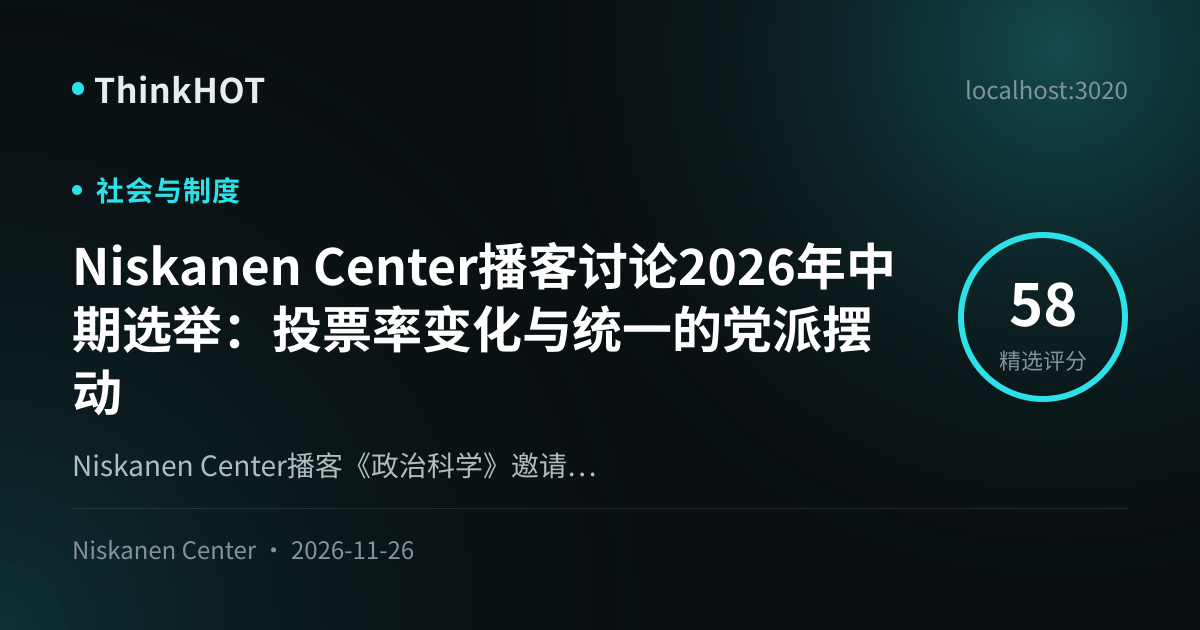 ThinkHOT
localhost:3020
社会与制度
Niskanen Center播客讨论2026年中
期选举：投票率变化与统一的党派摆
动
58
精选评分
Niskanen Center播客《政治科学》邀请…
Niskanen Center · 2026-11-26